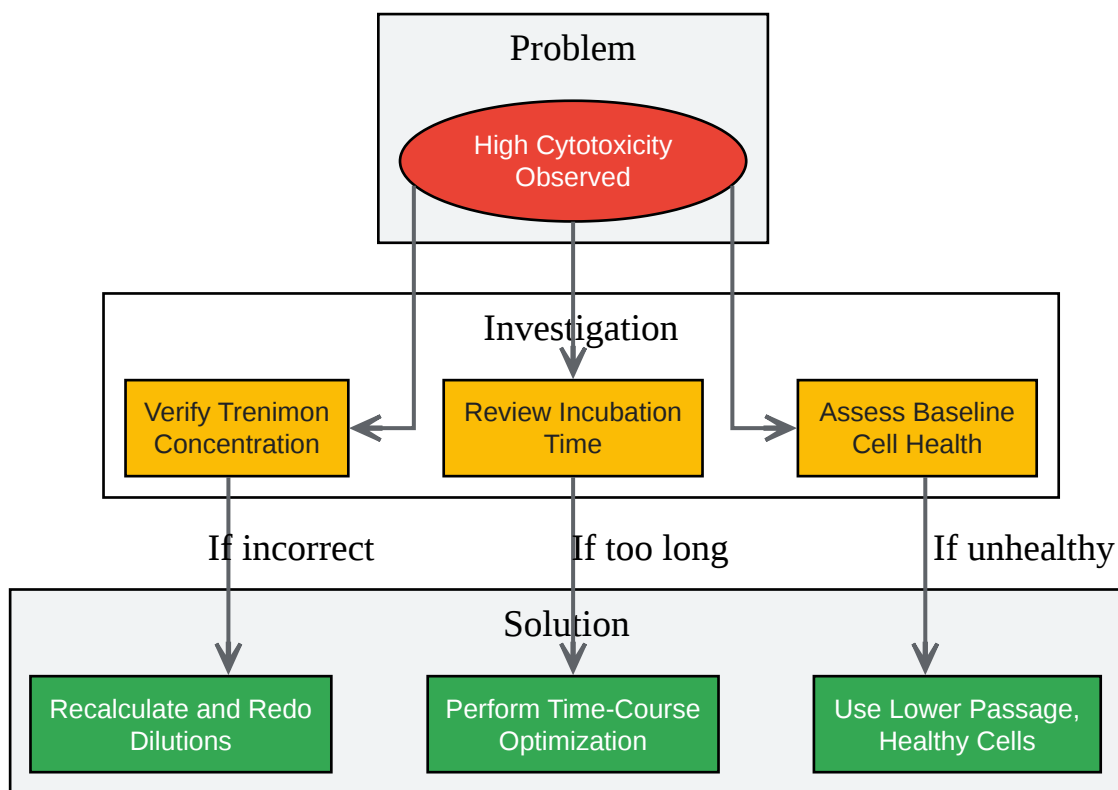 Problem
High Cytotoxicity
Observed
Investigation
Verify Trenimon
Concentration
Review Incubation
Time
Assess Baseline
Cell Health
If incorrect
If too long
If unhealthy
Solution
Recalculate and Redo
Dilutions
Perform Time-Course
Optimization
Use Lower Passage,
Healthy Cells